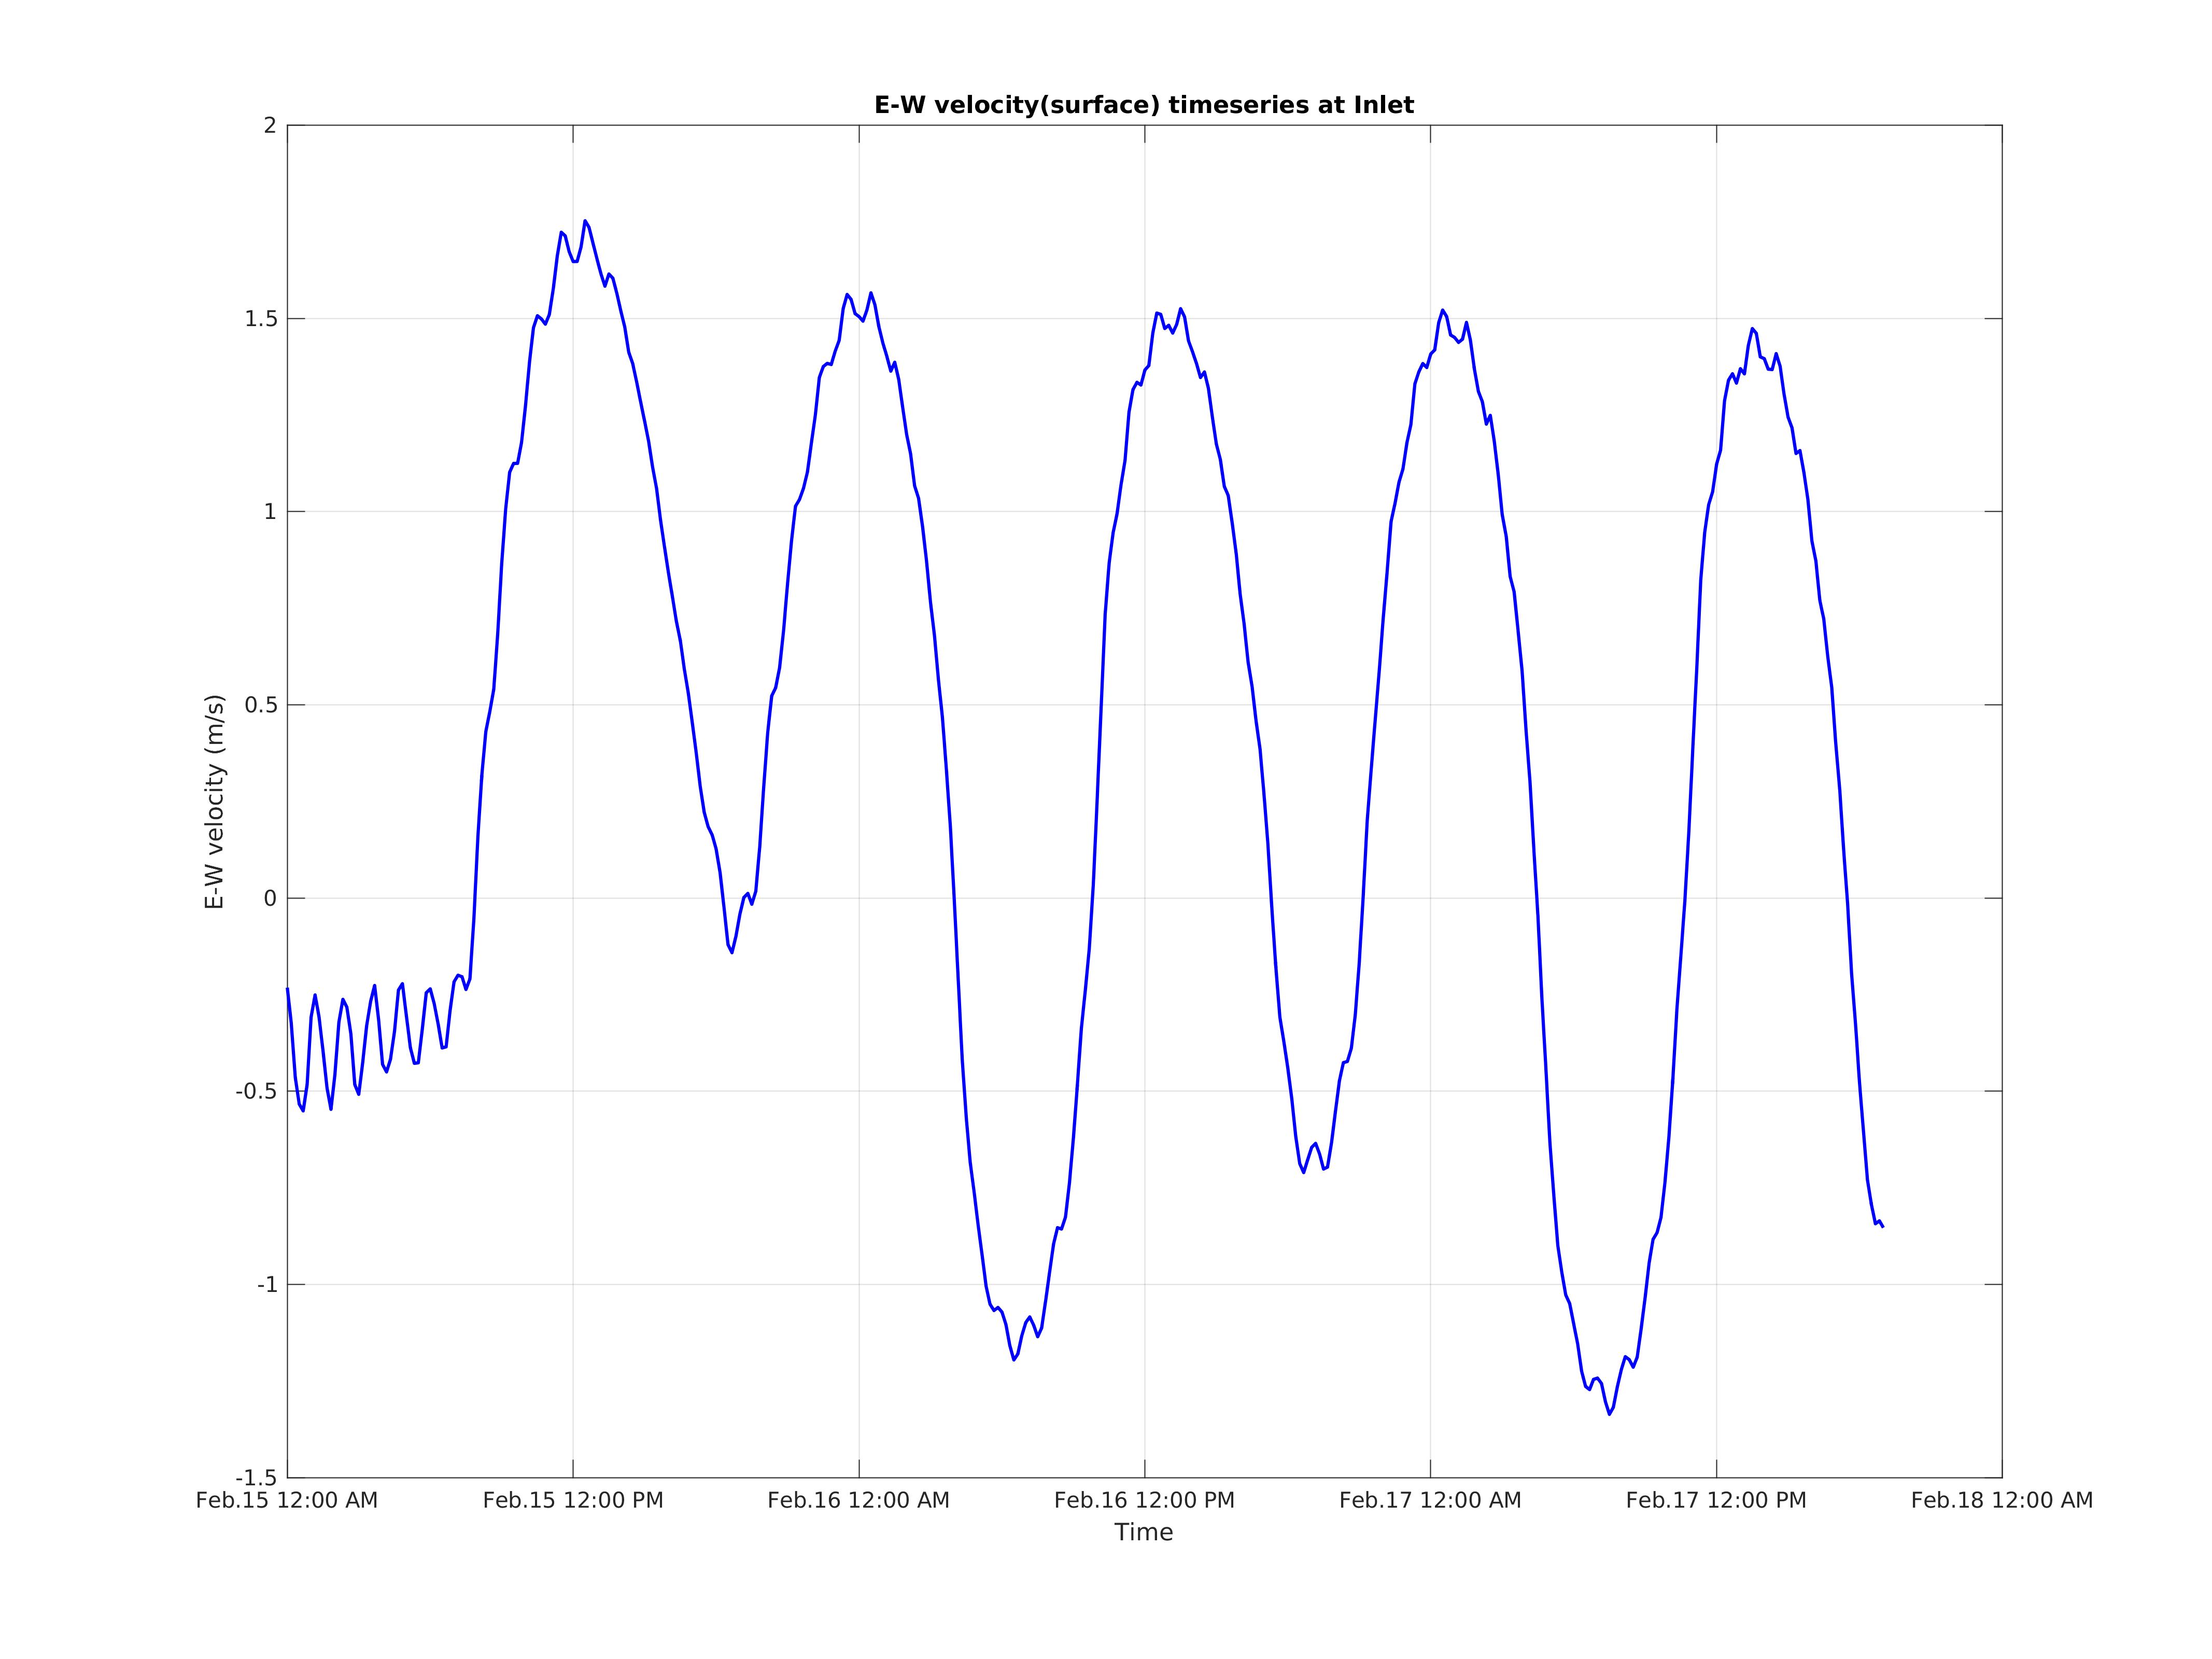 E-W velocity(surface) timeseries at Inlet
2
1.5
1
0.5
0
-0.5
-1
-1.5
E-W velocity (m/s)
Feb.15 12:00 AM Feb.15 12:00 PM Feb.16 12:00 AM Feb.16 12:00 PM Feb.17 12:00 AM Feb.17 12:00 PM Feb.18 12:00 AM
Time